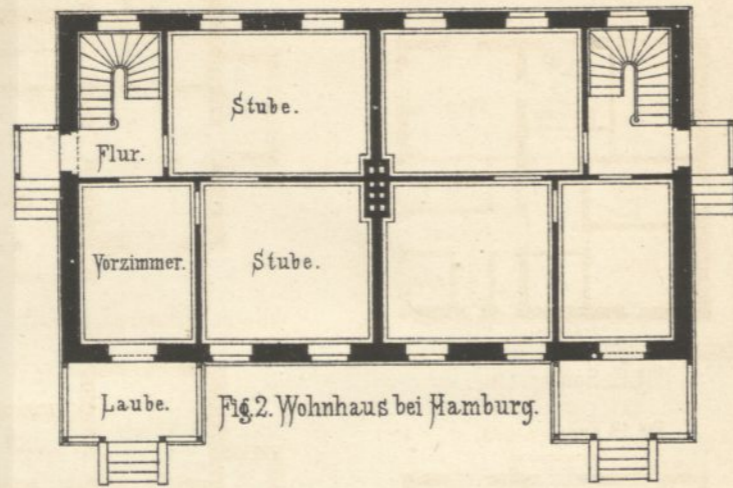 Stube.
Flur.
Vorzimmer.
Stube.
Laube.
Fig. 2. Wohnhaus bei Hamburg.